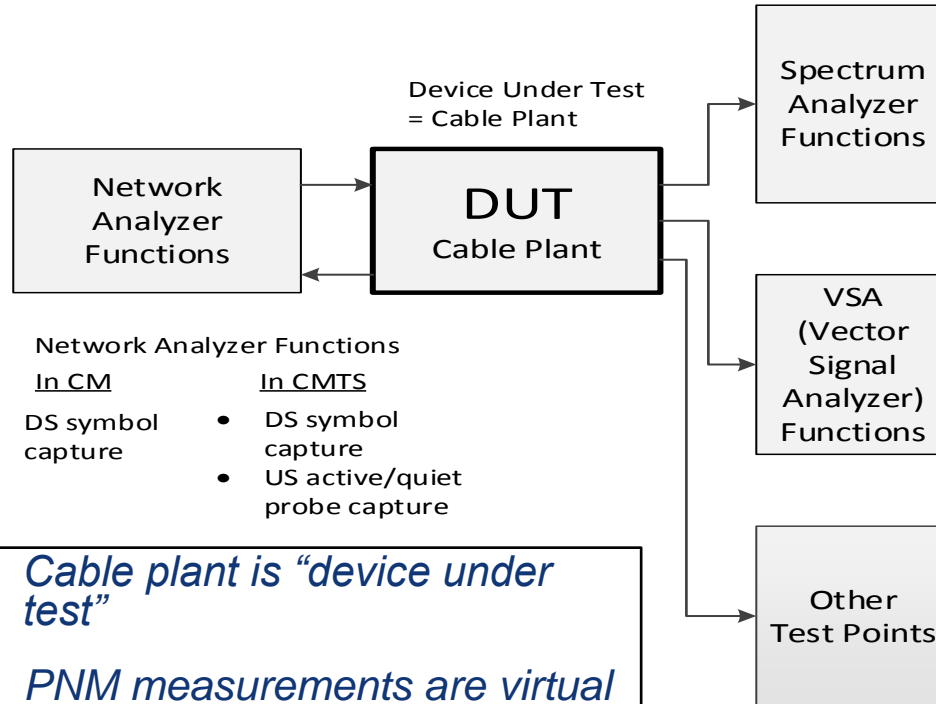 Device Under Test
= Cable Plant
Spectrum
Analyzer
Functions
Network
Analyzer
Functions
DUT
Cable Plant
VSA
(Vector
Signal
Analyzer)
Functions
Network Analyzer Functions
In CM
DS symbol
capture
In CMTS
• DS symbol
capture
• US active/quiet
probe capture
Other
Test Points
Cable plant is “device under
test”
PNM measurements are virtual